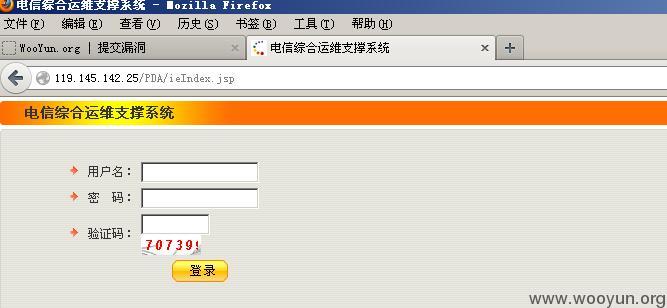 电信综合运维支撑系统 - Mozilla Firefox
文件(F) 编辑(E) 查看(V) 历史(S) 书签(B) 工具(T) 帮助(H)
WooYun.org | 提交漏洞 × 电信综合运维支撑系统 × +
119.145.142.25/PDA/ieIndex.jsp
电信综合运维支撑系统
用户名：
密 码：
验证码：
登录
www.wooyun.org